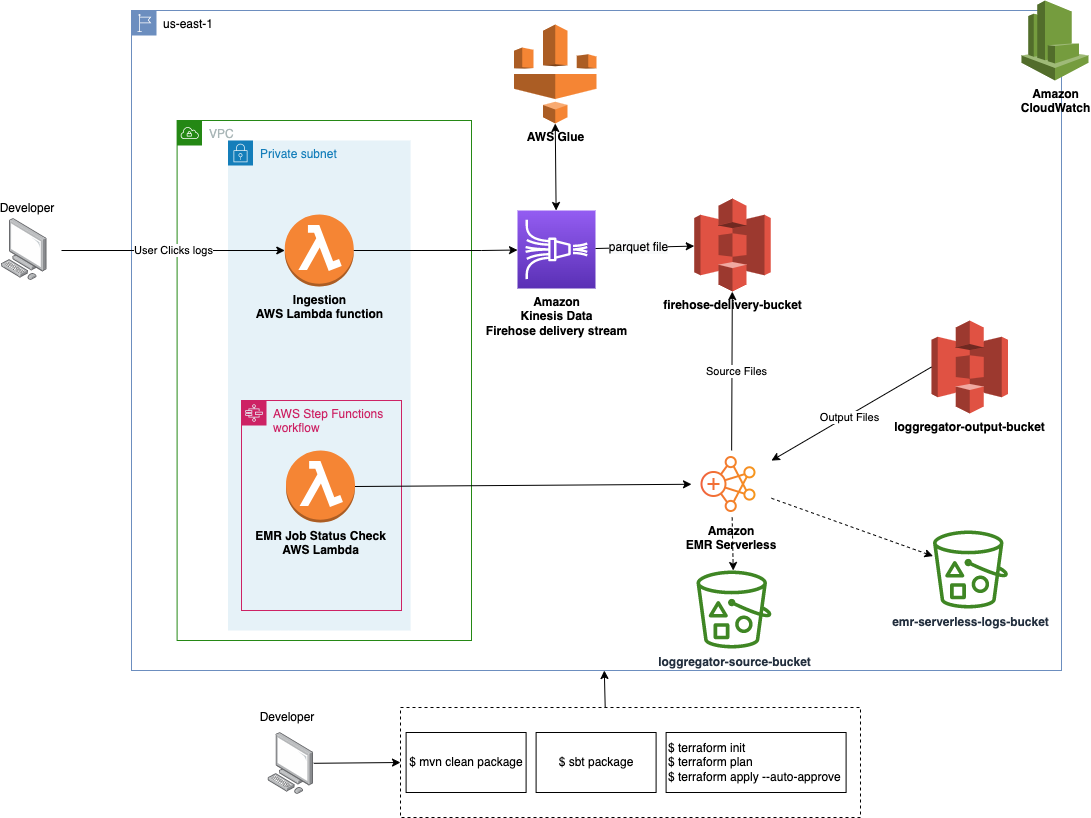 us-east-1
Amazon
CloudWatch
AWS Glue
VPC
Private subnet
Developer
User Clicks logs
Ingestion
AWS Lambda function
Amazon
Kinesis Data
Firehose delivery stream
parquet file
firehose-delivery-bucket
Source Files
Output Files
loggregator-output-bucket
AWS Step Functions
workflow
EMR Job Status Check
AWS Lambda
Amazon
EMR Serverless
emr-serverless-logs-bucket
loggregator-source-bucket
Developer
$ mvn clean package
$ sbt package
$ terraform init
$ terraform plan
$ terraform apply --auto-approve